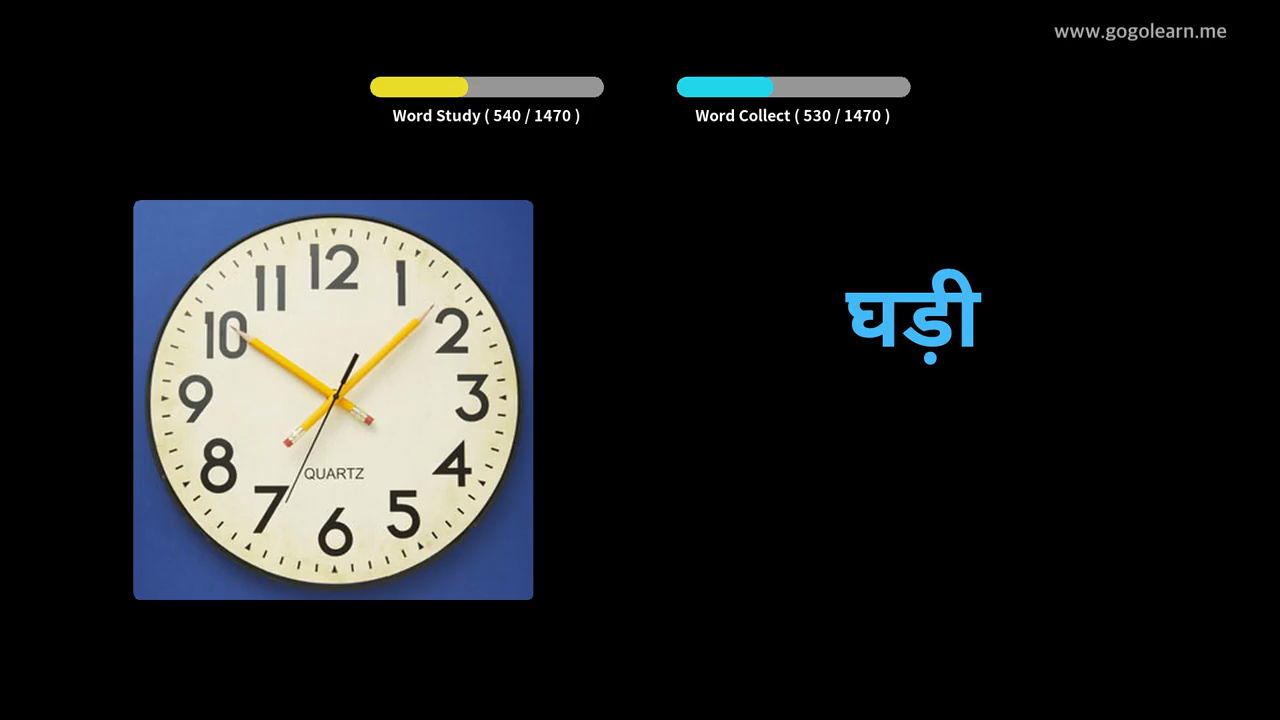 www.gogolearn.me
Word Study ( 540 / 1470 )
Word Collect ( 530 / 1470 )
घड़ी
12
11
1
10
2
9
3
8
4
QUARTZ
7
5
6